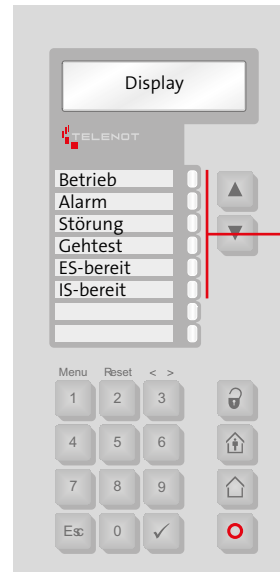 Display
TELENOT
Betrieb
Alarm
Störung
Gehtest
ES-bereit
IS-bereit
Menu Reset < >
1 2 3
4 5 6
7 8 9
Esc 0